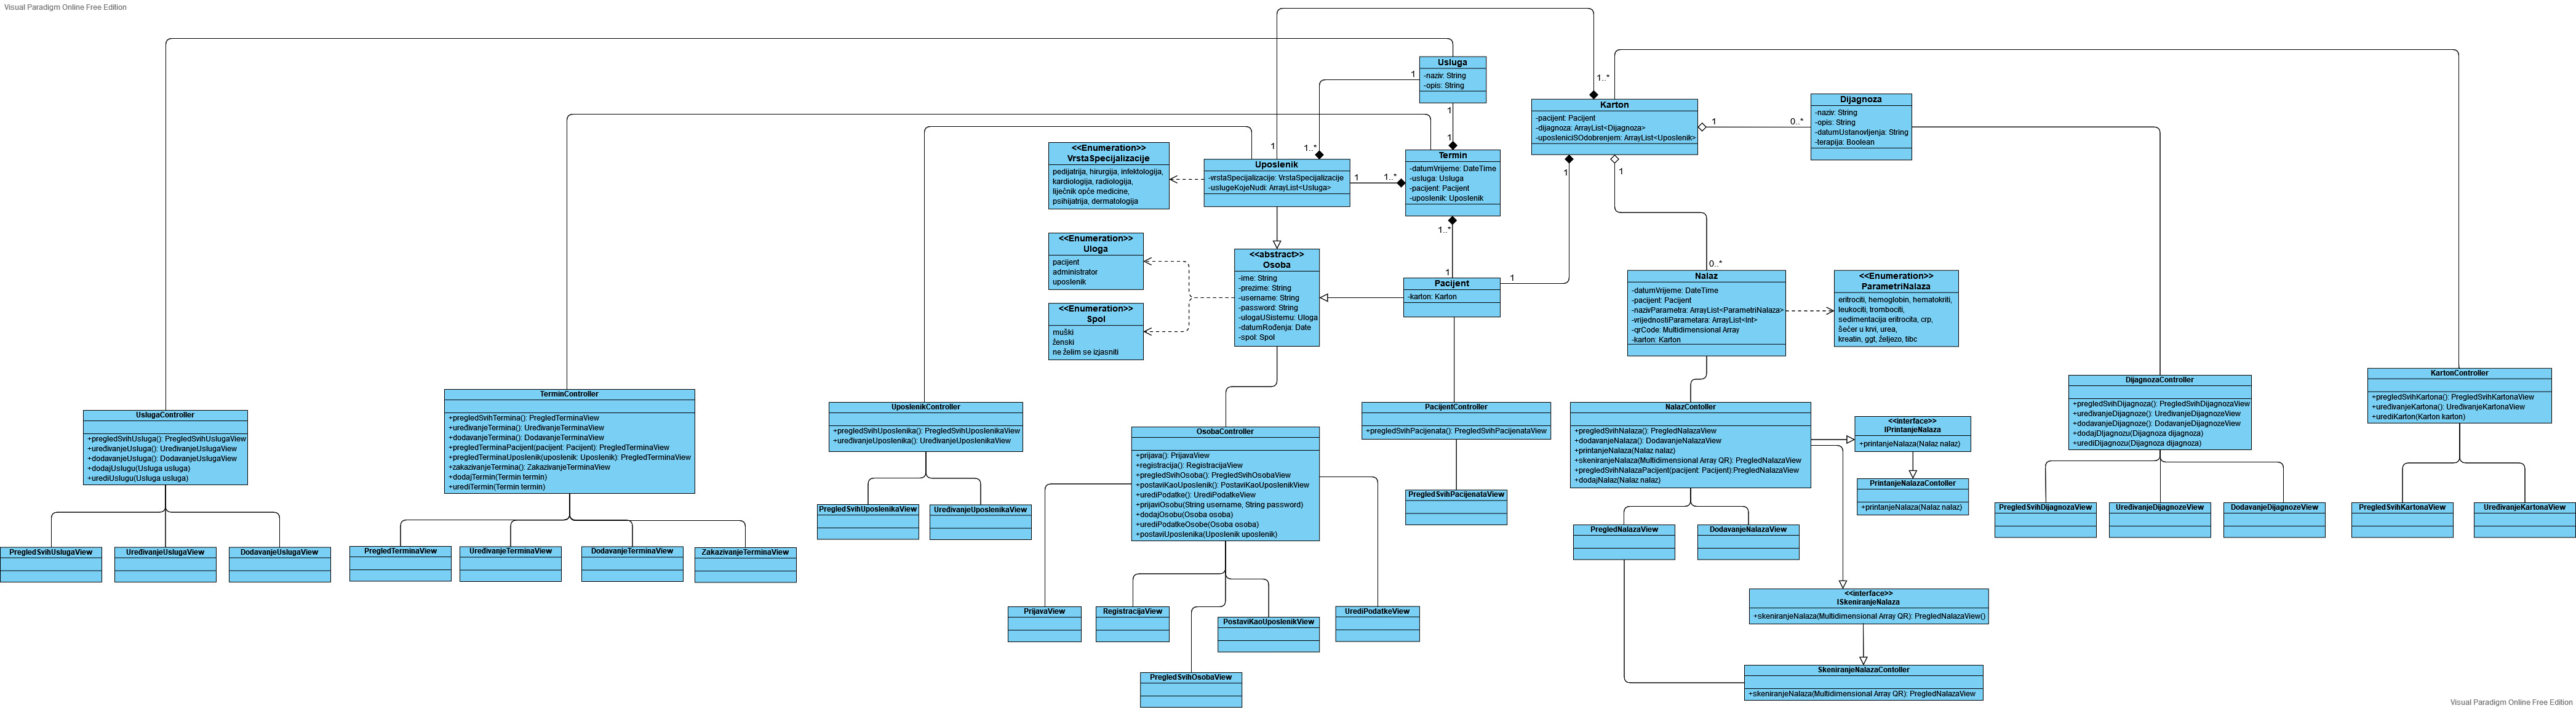 Visual Paradigm Online Free Edition
Usluga
-naziv: String
-opis: String
1
1
1..*
1
1
1..*
Karton
-pacijent: Pacijent
-dijagnoza: ArrayList<Dijagnoza>
-uposleniciSOdobrenjem: ArrayList<Uposlenik>
1
0..*
1
1
Dijagnoza
-naziv: String
-opis: String
-datumUstanovljenja: String
-terapija: Boolean
<<Enumeration>>
VrstaSpecijalizacije
pedijatrija, hirurgija, infektologija,
kardiologija, radiologija,
liječnik opće medicine,
psihijatrija, dermatologija
1
Uposlenik
-vrstaSpecijalizacije: VrstaSpecijalizacije
-uslugeKojeNudi: ArrayList<Usluga>
1
1..*
Termin
-datumVrijeme: DateTime
-usluga: Usluga
-pacijent: Pacijent
-uposlenik: Uposlenik
1..*
1
<<Enumeration>>
Uloga
pacijent
administrator
uposlenik
<<Enumeration>>
Spol
muški
ženski
ne želim se izjasniti
<<abstract>>
Osoba
-ime: String
-prezime: String
-username: String
-password: String
-ulogaUSistemu: Uloga
-datumRođenja: Date
-spol: Spol
Pacijent
-karton: Karton
1
0..*
Nalaz
-datumVrijeme: DateTime
-pacijent: Pacijent
-nazivParametra: ArrayList<ParametriNalaza>
-vrijednostiParametara: ArrayList<Int>
-qrCode: Multidimensional Array
-karton: Karton
<<Enumeration>>
ParametriNalaza
eritrociti, hemoglobin, hematokriti,
leukociti, trombociti,
sedimentacija eritrocita, crp,
šećer u krvi, urea,
kreatin, ggt, željezo, tibc
UslugaController
+pregledSvihUsluga(): PregledSvihUslugaView
+uređivanjeUsluga(): UređivanjeUslugaView
+dodavanjeUsluga(): DodavanjeUslugaView
+dodajUslugu(Usluga usluga)
+urediUslugu(Usluga usluga)
TerminController
+pregledSvihTermina(): PregledTerminaView
+uređivanjeTermina(): UređivanjeTerminaView
+dodavanjeTermina(): DodavanjeTerminaView
+pregledTerminaPacijent(pacijent: Pacijent): PregledTerminaView
+pregledTerminaUposlenik(uposlenik: Uposlenik): PregledTerminaView
+zakazivanjeTermina(): ZakazivanjeTerminaView
+dodajTermin(Termin termin)
+urediTermin(Termin termin)
UposlenikController
+pregledSvihUposlenika(): PregledSvihUposlenikaView
+uređivanjeUposlenika(): UređivanjeUposlenikaView
OsobaController
+prijava(): PrijavaView
+registracija(): RegistracijaView
+pregledSvihOsoba(): PregledSvihOsobaView
+postaviKaoUposlenik(): PostaviKaoUposlenikView
+urediPodatke(): UrediPodatkeView
+prijaviOsobu(String username, String password)
+dodajOsobu(Osoba osoba)
+urediPodatkeOsobe(Osoba osoba)
+postaviUposlenika(Uposlenik uposlenik)
PacijentController
+pregledSvihPacijenata(): PregledSvihPacijenataView
NalazContoller
+pregledSvihNalaza(): PregledNalazaView
+dodavanjeNalaza(): DodavanjeNalazaView
+printanjeNalaza(Nalaz nalaz)
+skeniranjeNalaza(Multidimensional Array QR): PregledNalazaView
+pregledSvihNalazaPacijent(pacijent: Pacijent):PregledNalazaView
+dodajNalaz(Nalaz nalaz)
<<interface>>
IPrintanjeNalaza
+printanjeNalaza(Nalaz nalaz)
PrintanjeNalazaContoller
+printanjeNalaza(Nalaz nalaz)
DijagnozaController
+pregledSvihDijagnoza(): PregledSvihDijagnozaView
+uređivanjeDijagnoze(): UređivanjeDijagnozeView
+dodavanjeDijagnoze(): DodavanjeDijagnozeView
+dodajDIjagnozu(Dijagnoza dijagnoza)
+urediDijagnozu(Dijagnoza dijagnoza)
KartonController
+pregledSvihKartona(): PregledSvihKartonaView
+uređivanjeKartona(): UređivanjeKartonaView
+urediKarton(Karton karton)
PregledSvihUslugaView
UređivanjeUslugaView
DodavanjeUslugaView
PregledTerminaView
UređivanjeTerminaView
DodavanjeTerminaView
ZakazivanjeTerminaView
PregledSvihUposlenikaView
UređivanjeUposlenikaView
PregledSvihPacijenataView
PregledNalazaView
DodavanjeNalazaView
PregledSvihDijagnozaView
UređivanjeDijagnozeView
DodavanjeDijagnozeView
PregledSvihKartonaView
UređivanjeKartonaView
PrijavaView
RegistracijaView
PostaviKaoUposlenikView
UrediPodatkeView
PregledSvihOsobaView
<<interface>>
ISkeniranjeNalaza
+skeniranjeNalaza(Multidimensional Array QR): PregledNalazaView()
SkeniranjeNalazaContoller
+skeniranjeNalaza(Multidimensional Array QR): PregledNalazaView
Visual Paradigm Online Free Edition